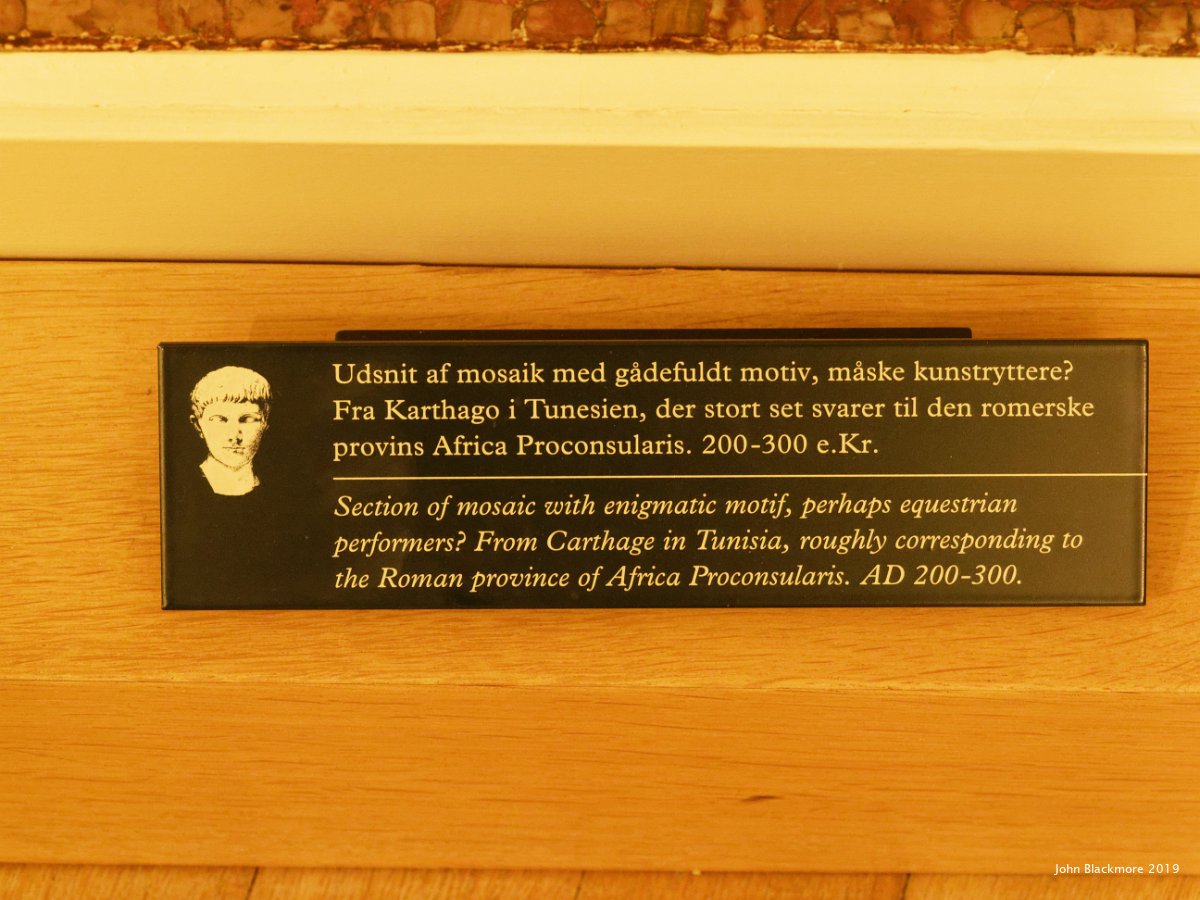 Udsnit af mosaik med gådefuldt motiv, måske kunstryttere?
Fra Karthago i Tunesien, der stort set svarer til den romerske
provins Africa Proconsularis. 200-300 e.Kr.
Section of mosaic with enigmatic motif, perhaps equestrian
performers? From Carthage in Tunisia, roughly corresponding to
the Roman province of Africa Proconsularis. AD 200-300.
John Blackmore 2019